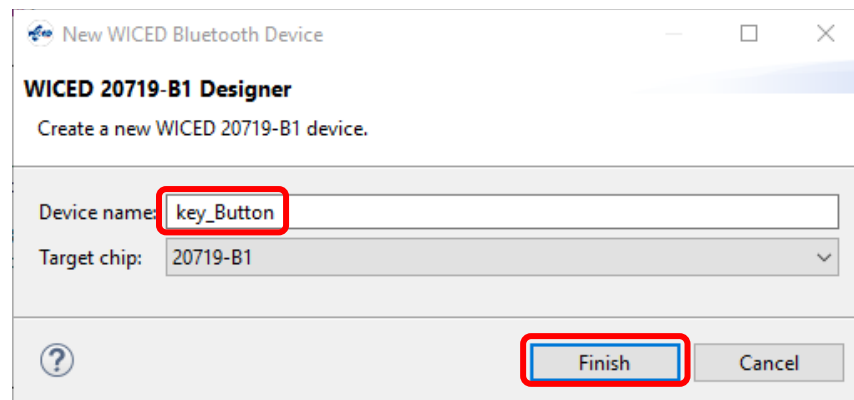 New WICED Bluetooth Device
WICED 20719-B1 Designer
Create a new WICED 20719-B1 device.
Device name: key_Button
Target chip: 20719-B1
? Finish Cancel